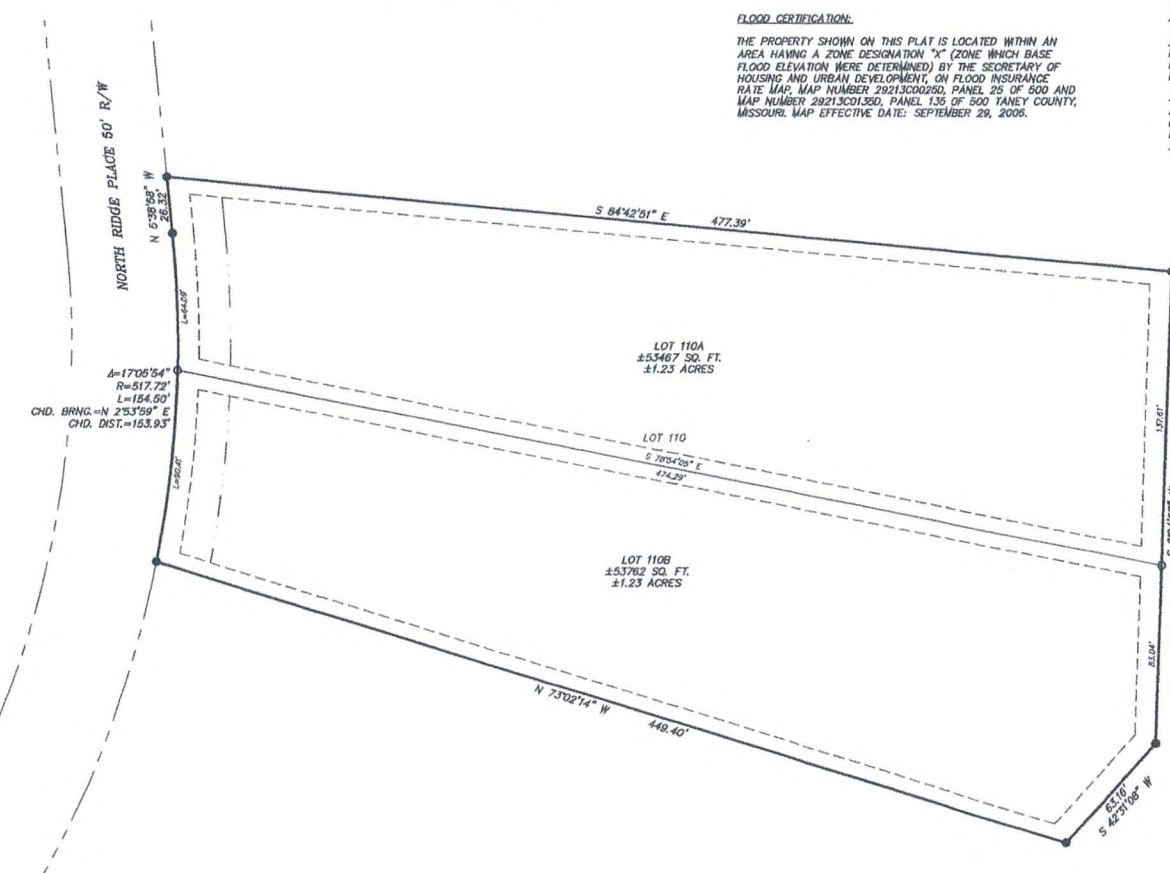 FLOOD CERTIFICATION:
THE PROPERTY SHOWN ON THIS PLAT IS LOCATED WITHIN AN
AREA HAVING A ZONE DESIGNATION "X" (ZONE WHICH BASE
FLOOD ELEVATION WERE DETERMINED) BY THE SECRETARY OF
HOUSING AND URBAN DEVELOPMENT, ON FLOOD INSURANCE
RATE MAP, MAP NUMBER 29213C0025D, PANEL 25 OF 500 AND
MAP NUMBER 29213C0135D, PANEL 135 OF 500 TANEY COUNTY,
MISSOURI. MAP EFFECTIVE DATE: SEPTEMBER 29, 2006.
NORTH RIDGE PLACE 50' R/W
N 5°38'58" W
26.32'
S 84°42'51" E 477.39'
L=64.09'
LOT 110A
±53467 SQ. FT.
±1.23 ACRES
Δ=17°05'54"
R=517.72'
L=154.50'
CHD. BRNG.=N 2°53'59" E
CHD. DIST.=153.93'
137.61'
LOT 110
S 78°54'05" E
474.29'
L=90.41'
LOT 110B
±53762 SQ. FT.
±1.23 ACRES
83.04'
N 73°02'14" W 449.40'
63.16'
S 42°31'08" W